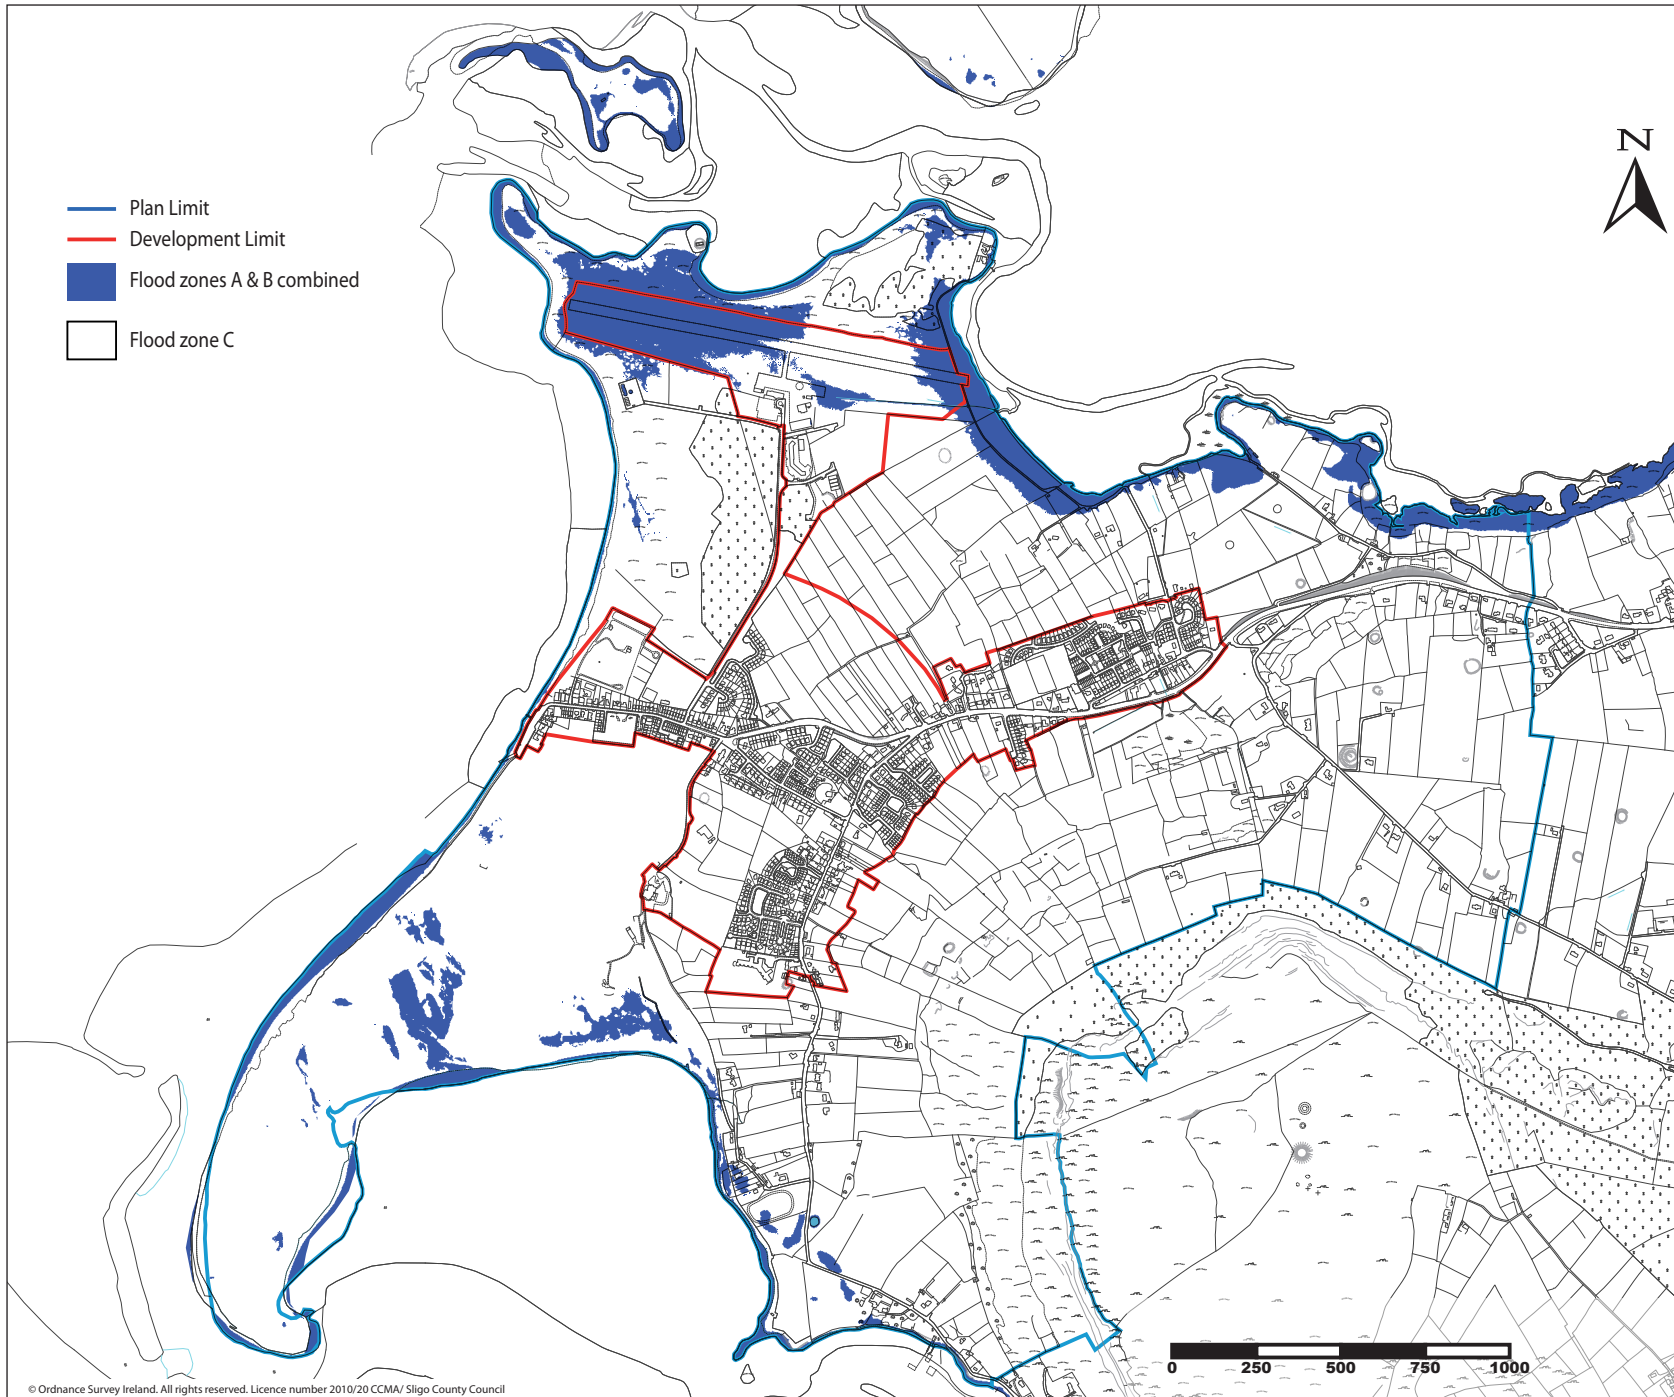 N
Plan Limit
Development Limit
Flood zones A & B combined
Flood zone C
0 250 500 750 1000
© Ordnance Survey Ireland. All rights reserved. Licence number 2010/20 CCMA/ Sligo County Council